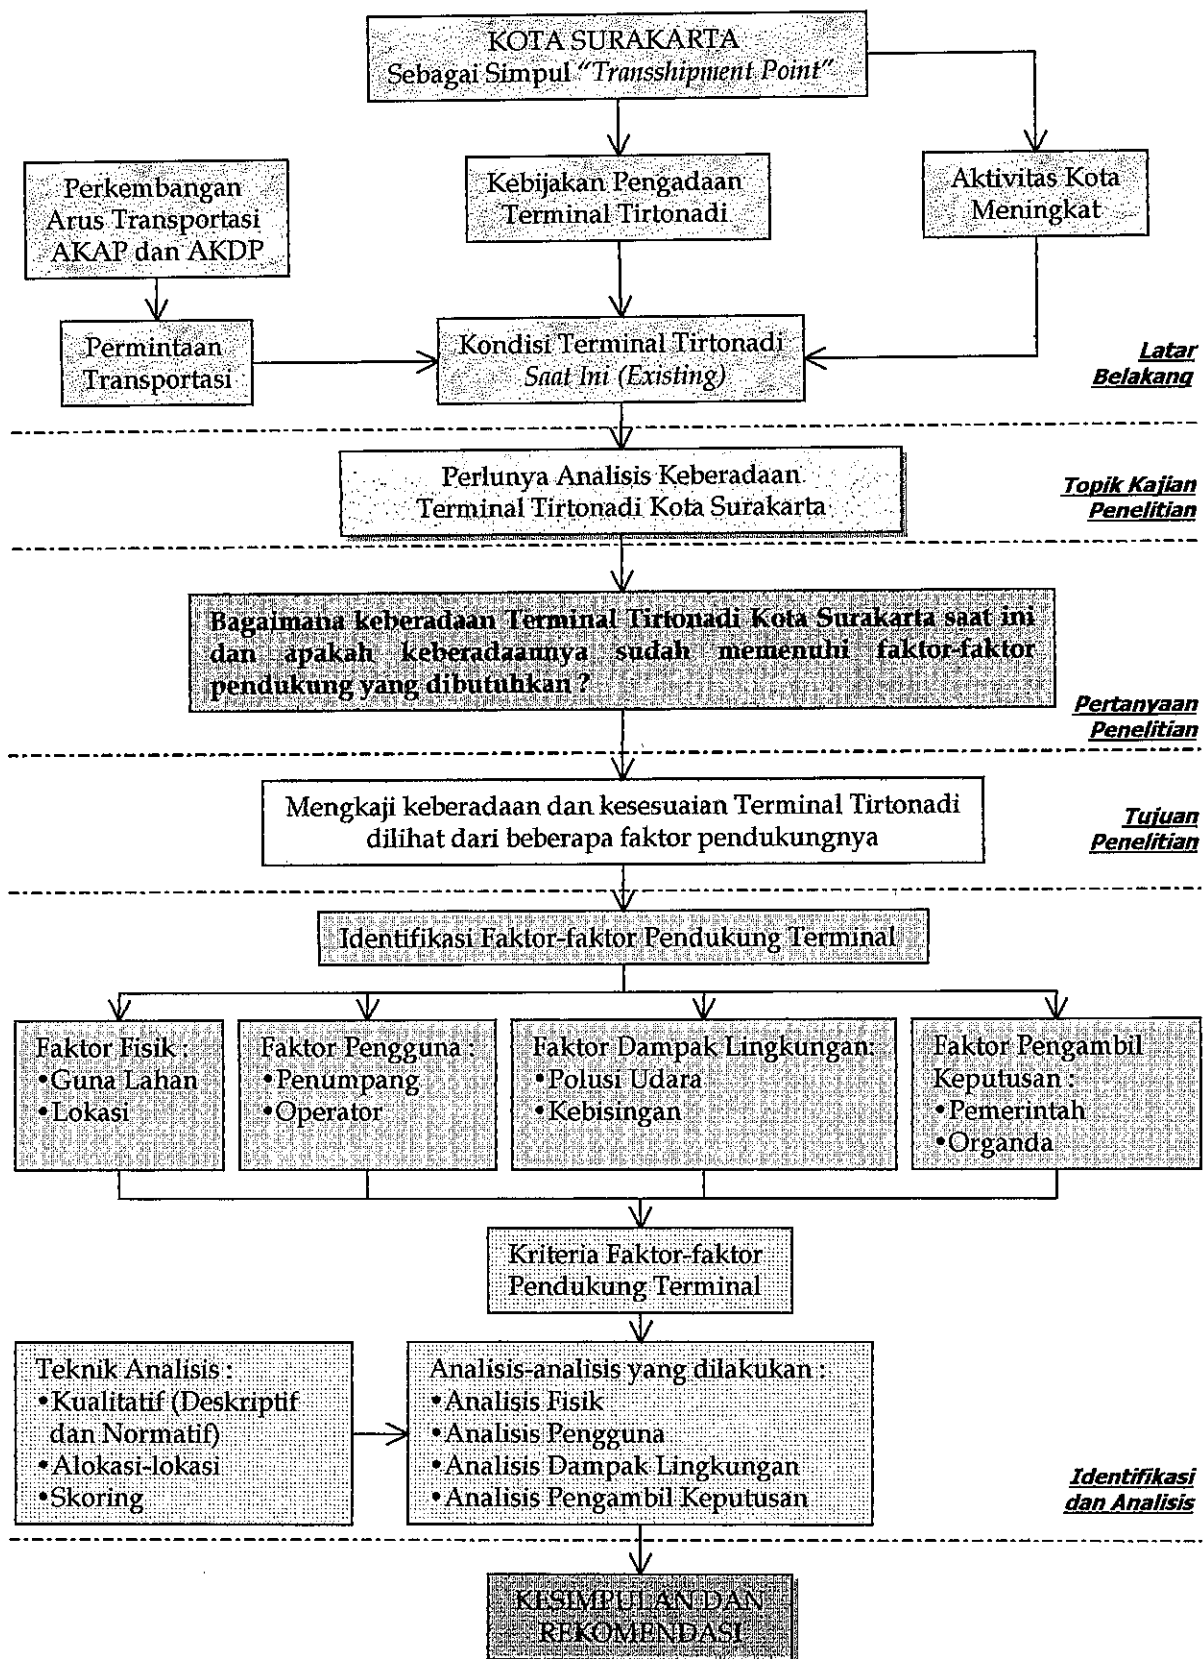 KOTA SURAKARTA
Sebagai Simpul “Transshipment Point”
Perkembangan
Arus Transportasi
AKAP dan AKDP
Kebijakan Pengadaan
Terminal Tirtonadi
Aktivitas Kota
Meningkat
Permintaan
Transportasi
Kondisi Terminal Tirtonadi
Saat Ini (Existing)
Latar
Belakang
Perlunya Analisis Keberadaan
Terminal Tirtonadi Kota Surakarta
Topik Kajian
Penelitian
Bagaimana keberadaan Terminal Tirtonadi Kota Surakarta saat ini
dan apakah keberadaannya sudah memenuhi faktor-faktor
pendukung yang dibutuhkan ?
Pertanyaan
Penelitian
Mengkaji keberadaan dan kesesuaian Terminal Tirtonadi
dilihat dari beberapa faktor pendukungnya
Tujuan
Penelitian
Identifikasi Faktor-faktor Pendukung Terminal
Faktor Fisik :
•Guna Lahan
•Lokasi
Faktor Pengguna :
•Penumpang
•Operator
Faktor Dampak Lingkungan:
•Polusi Udara
•Kebisingan
Faktor Pengambil
Keputusan :
•Pemerintah
•Organda
Kriteria Faktor-faktor
Pendukung Terminal
Teknik Analisis :
•Kualitatif (Deskriptif
dan Normatif)
•Alokasi-lokasi
•Skoring
Analisis-analisis yang dilakukan :
•Analisis Fisik
•Analisis Pengguna
•Analisis Dampak Lingkungan
•Analisis Pengambil Keputusan
Identifikasi
dan Analisis
KESIMPULAN DAN
REKOMENDASI